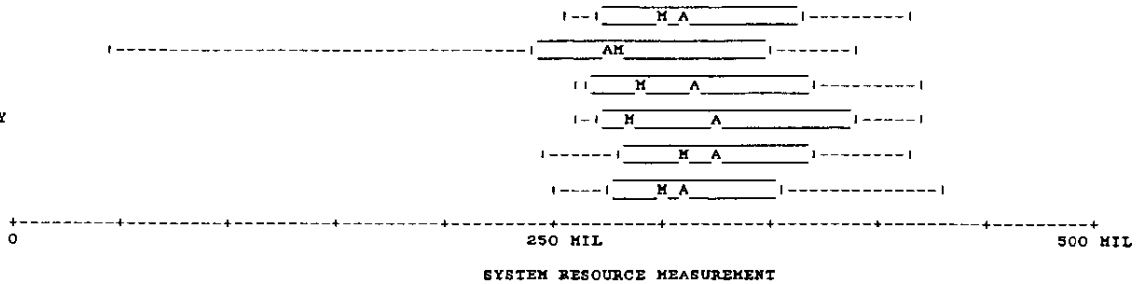 M A
AM
M A
Y
M A
M A
M A
0 250 MIL 500 MIL
SYSTEM RESOURCE MEASUREMENT